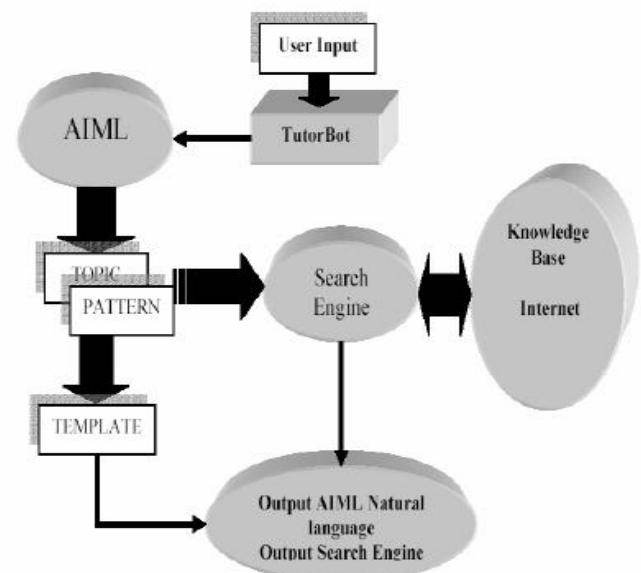 User Input
TutorBot
AIML
TOPIC
PATTERN
Search
Engine
Knowledge
Base
Internet
TEMPLATE
Output AIML Natural
language
Output Search Engine